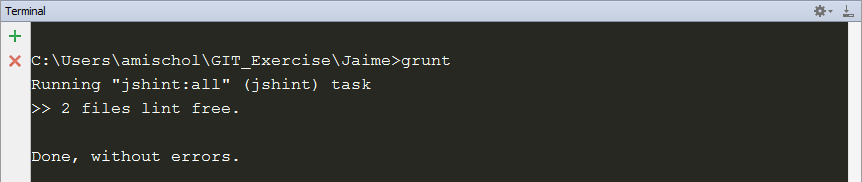 Terminal
C:\Users\amischol\GIT_Exercise\Jaime>grunt
Running "jshint:all" (jshint) task
>> 2 files lint free.
Done, without errors.